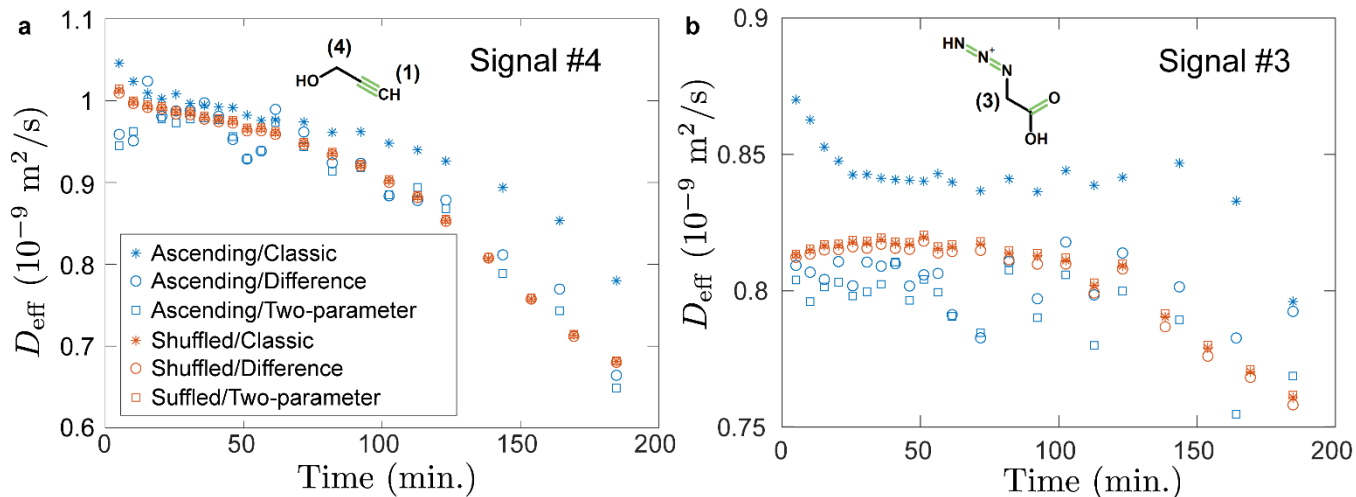 a
D_eff (10⁻⁹ m²/s)
1.1
1
0.9
0.8
0.7
0.6
(4)
(1)
HO
CH
Signal #4
Ascending/Classic
Ascending/Difference
Ascending/Two-parameter
Shuffled/Classic
Shuffled/Difference
Suffled/Two-parameter
0
50
100
150
200
Time (min.)
b
D_eff (10⁻⁹ m²/s)
0.9
0.85
0.8
0.75
HN
N⁺
N
(3)
O
OH
Signal #3
0
50
100
150
200
Time (min.)